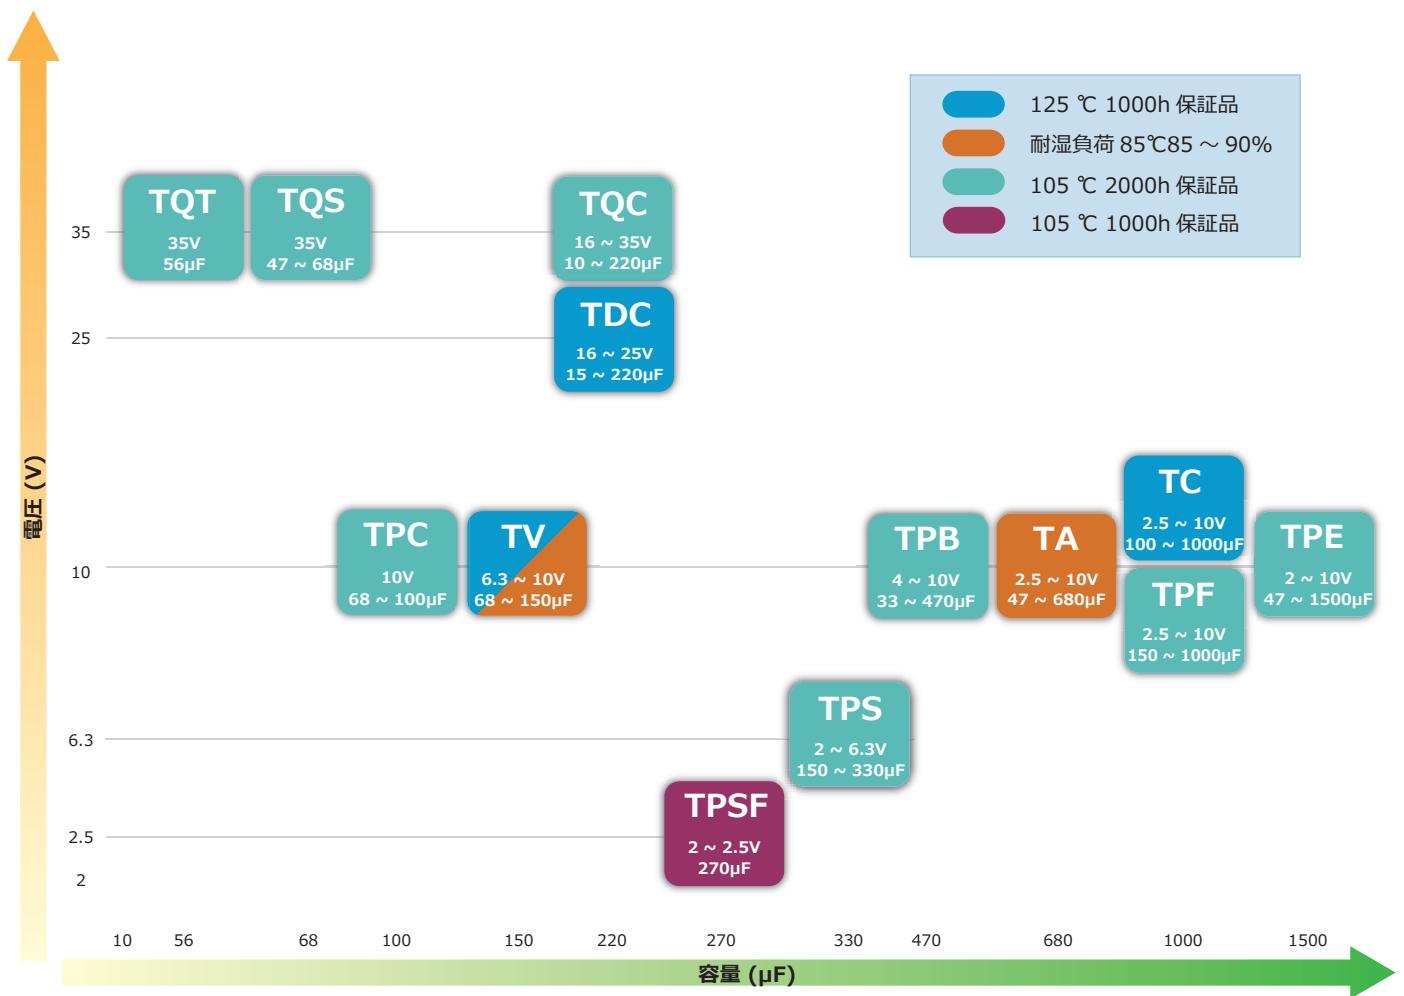 125 ℃ 1000h 保証品
耐湿負荷 85℃85 ～ 90%
105 ℃ 2000h 保証品
105 ℃ 1000h 保証品
電圧 (V)
35
25
10
6.3
2.5
2
TQT
35V
56µF
TQS
35V
47 ~ 68µF
TQC
16 ~ 35V
10 ~ 220µF
TDC
16 ~ 25V
15 ~ 220µF
TPC
10V
68 ~ 100µF
TV
6.3 ~ 10V
68 ~ 150µF
TPB
4 ~ 10V
33 ~ 470µF
TA
2.5 ~ 10V
47 ~ 680µF
TC
2.5 ~ 10V
100 ~ 1000µF
TPF
2.5 ~ 10V
150 ~ 1000µF
TPE
2 ~ 10V
47 ~ 1500µF
TPS
2 ~ 6.3V
150 ~ 330µF
TPSF
2 ~ 2.5V
270µF
10 56 68 100 150 220 270 330 470 680 1000 1500
容量 (µF)